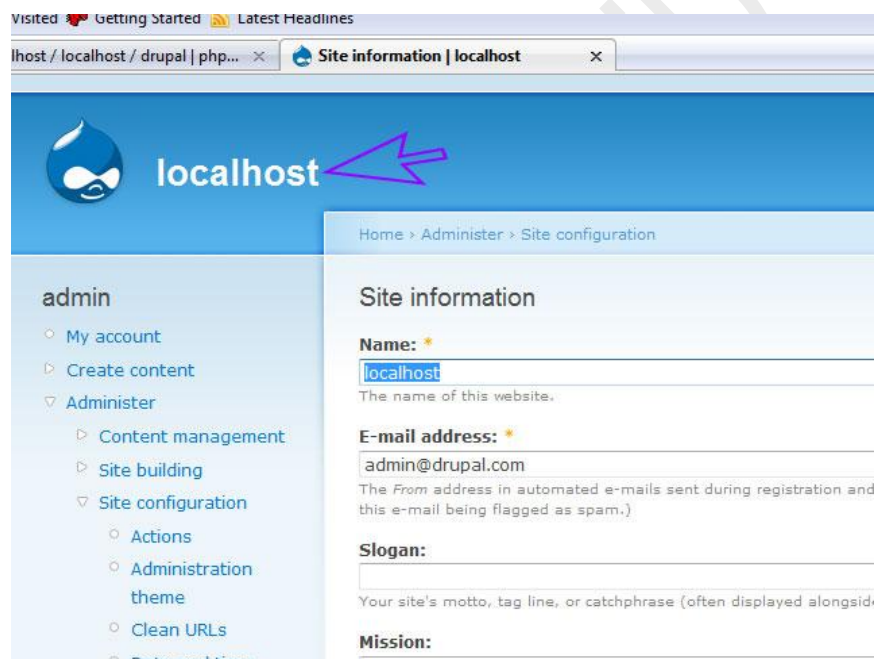 Visited Getting Started Latest Headlines
lhost / localhost / drupal | php... × Site information | localhost ×
localhost
Home › Administer › Site configuration
admin
My account
Create content
Administer
Content management
Site building
Site configuration
Actions
Administration
theme
Clean URLs
Site information
Name: *
localhost
The name of this website.
E-mail address: *
admin@drupal.com
The From address in automated e-mails sent during registration and
this e-mail being flagged as spam.)
Slogan:
Your site's motto, tag line, or catchphrase (often displayed alongside
Mission: